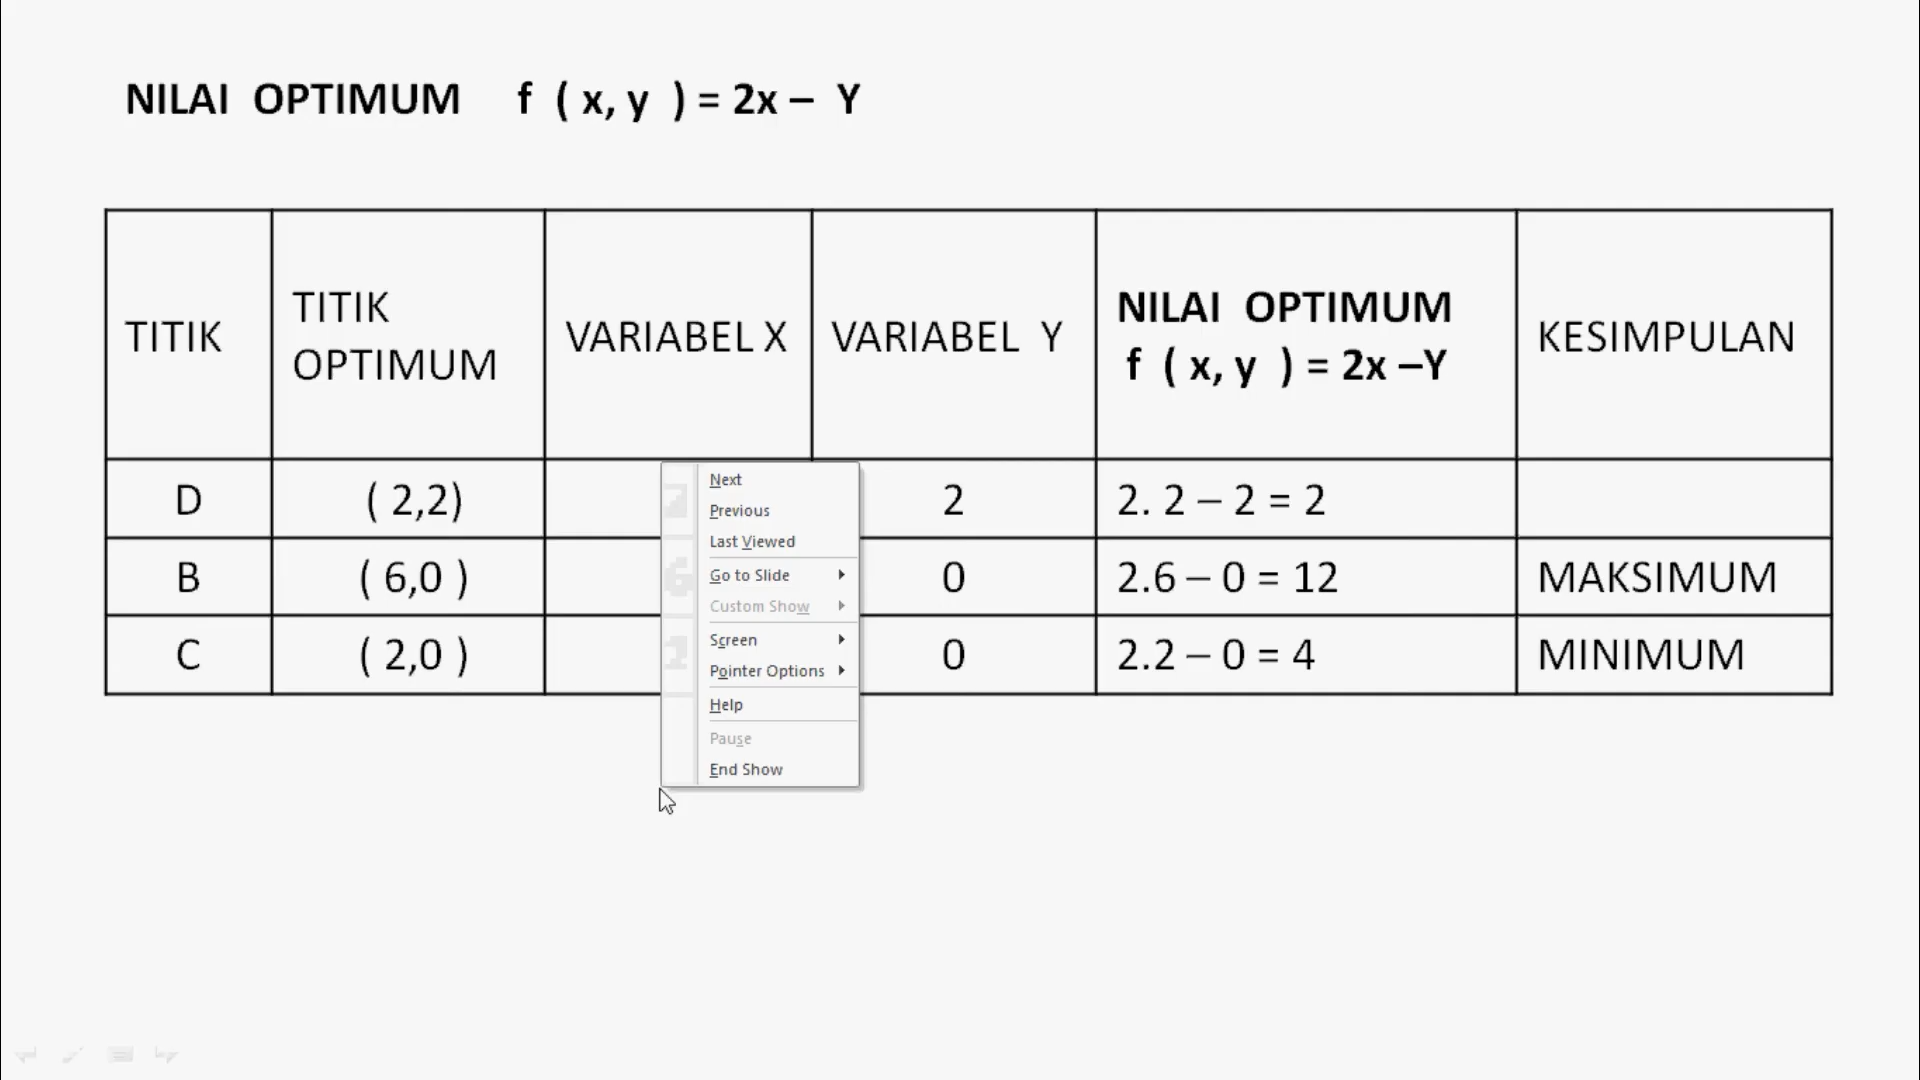 NILAI OPTIMUM f ( x, y ) = 2x – Y
TITIK
TITIK
OPTIMUM
VARIABEL X
VARIABEL Y
NILAI OPTIMUM
f ( x, y ) = 2x –Y
KESIMPULAN
D
( 2,2)
2
2. 2 – 2 = 2
B
( 6,0 )
0
2.6 – 0 = 12
MAKSIMUM
C
( 2,0 )
0
2.2 – 0 = 4
MINIMUM
Next
Previous
Last Viewed
Go to Slide
Custom Show
Screen
Pointer Options
Help
Pause
End Show